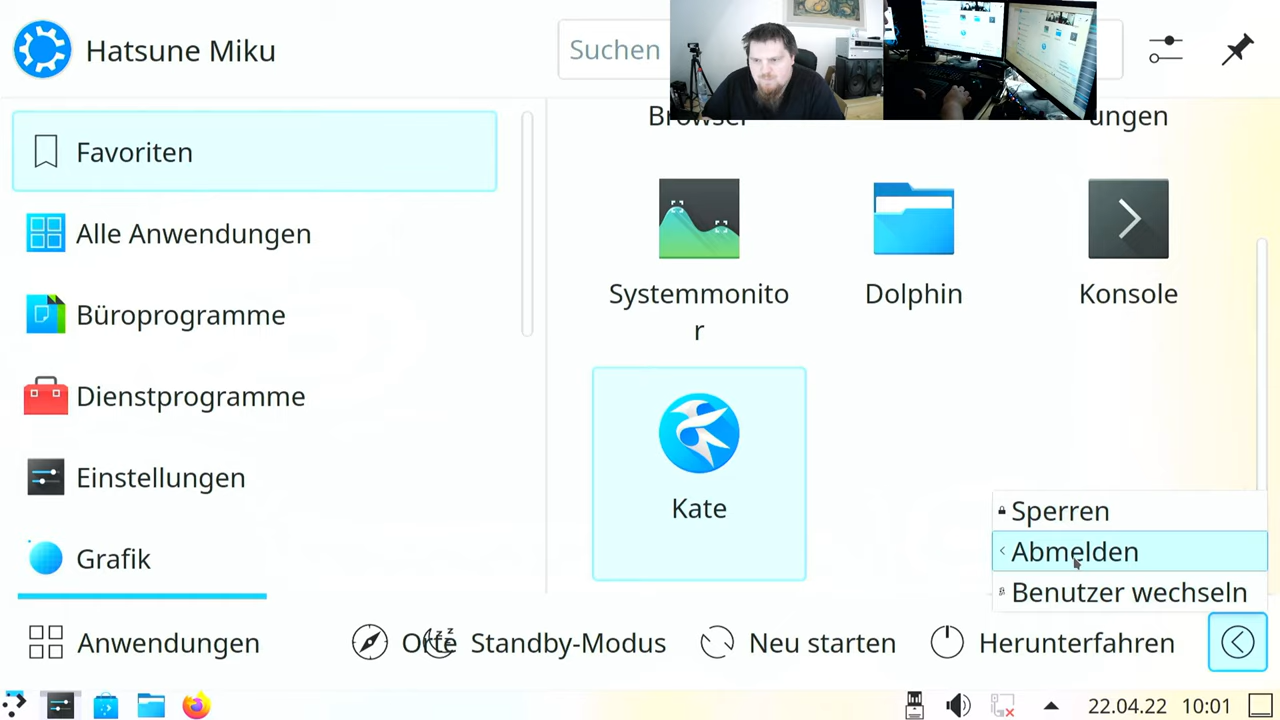 Hatsune Miku
Suchen
Favoriten
Alle Anwendungen
Büroprogramme
Dienstprogramme
Einstellungen
Grafik
Browser
ungen
Systemmonito
r
Dolphin
Konsole
Kate
Sperren
Abmelden
Benutzer wechseln
Anwendungen
Orte
Standby-Modus
Neu starten
Herunterfahren
22.04.22
10:01